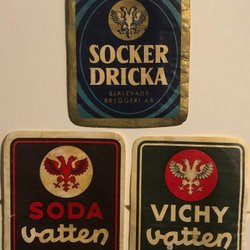 SOCKER
DRICKA
SJÄLEVADS
BRYGGERI AB
SODA
vatten
VICHY
vatten